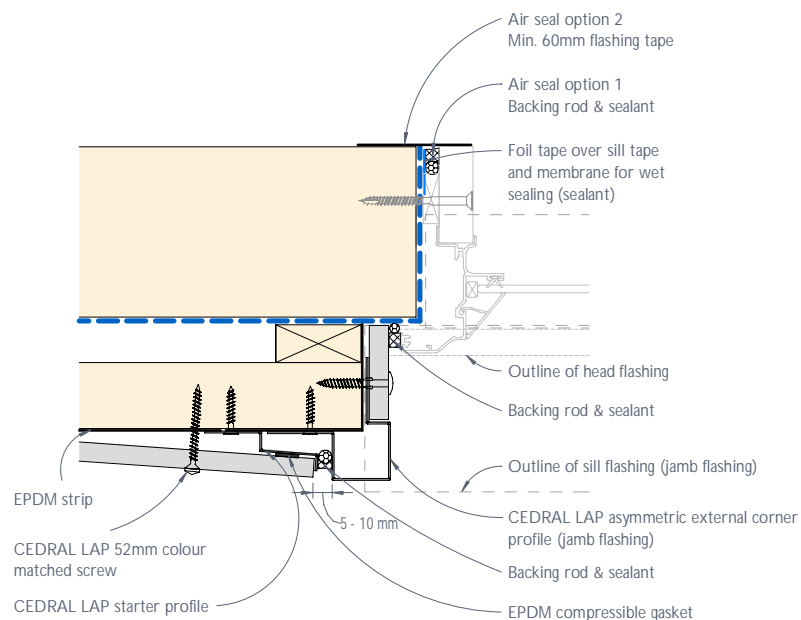 Air seal option 2
Min. 60mm flashing tape
Air seal option 1
Backing rod & sealant
Foil tape over sill tape
and membrane for wet
sealing (sealant)
Outline of head flashing
Backing rod & sealant
Outline of sill flashing (jamb flashing)
EPDM strip
5 - 10 mm
CEDRAL LAP asymmetric external corner
profile (jamb flashing)
CEDRAL LAP 52mm colour
matched screw
Backing rod & sealant
CEDRAL LAP starter profile
EPDM compressible gasket